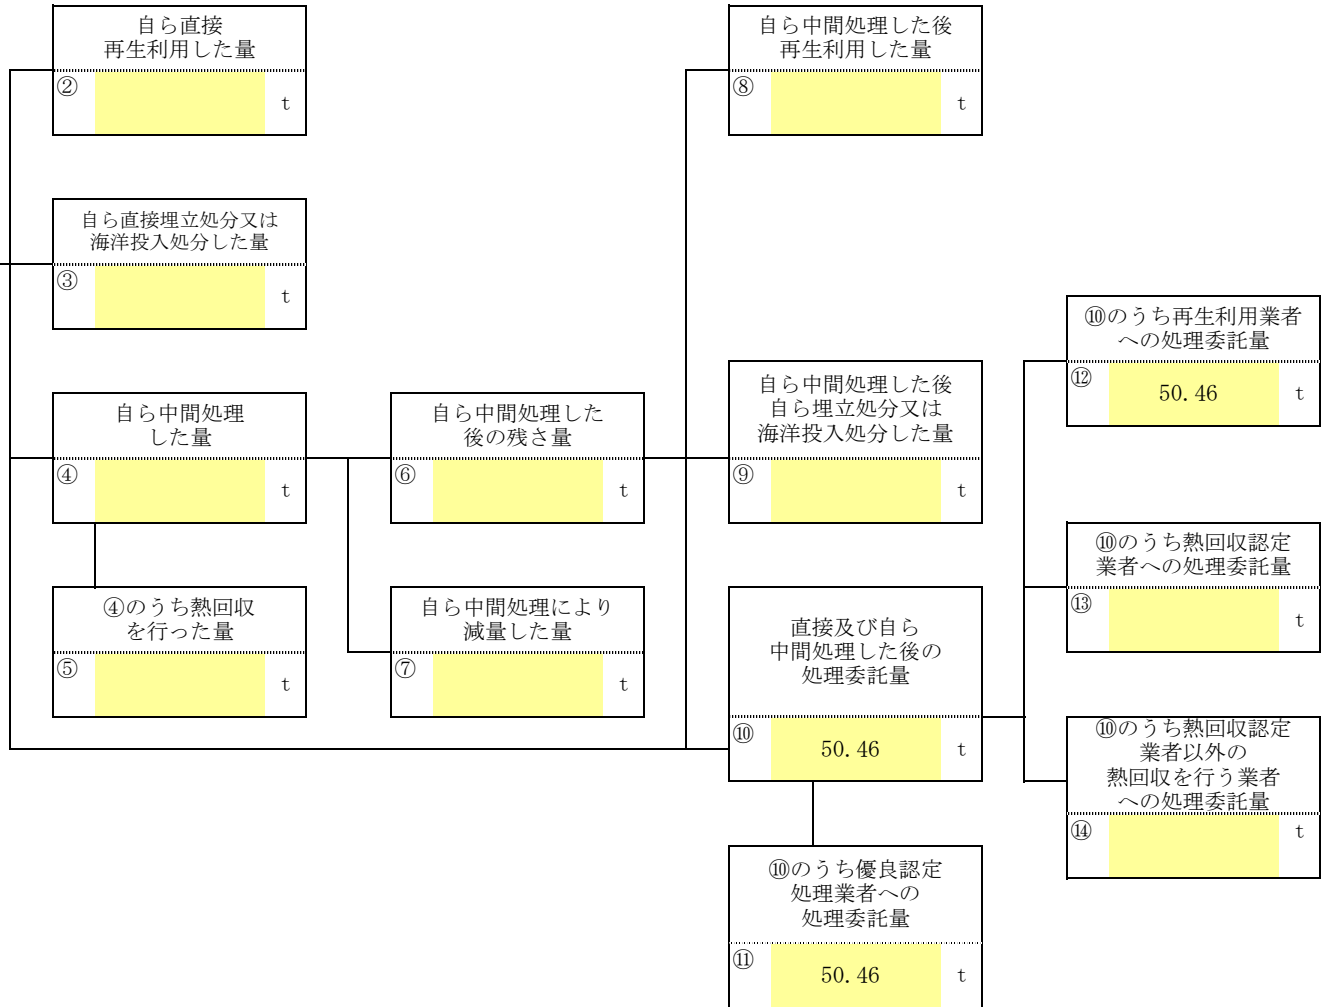 自ら直接
再生利用した量
②
t
自ら中間処理した後
再生利用した量
⑧
t
自ら直接埋立処分又は
海洋投入処分した量
③
t
⑩のうち再生利用業者
への処理委託量
⑫
50.46
t
自ら中間処理
した量
④
t
自ら中間処理した
後の残さ量
⑥
t
自ら中間処理した後
自ら埋立処分又は
海洋投入処分した量
⑨
t
⑩のうち熱回収認定
業者への処理委託量
⑬
t
④のうち熱回収
を行った量
⑤
t
自ら中間処理により
減量した量
⑦
t
直接及び自ら
中間処理した後の
処理委託量
⑩
50.46
t
⑩のうち熱回収認定
業者以外の
熱回収を行う業者
への処理委託量
⑭
t
⑩のうち優良認定
処理業者への
処理委託量
⑪
50.46
t